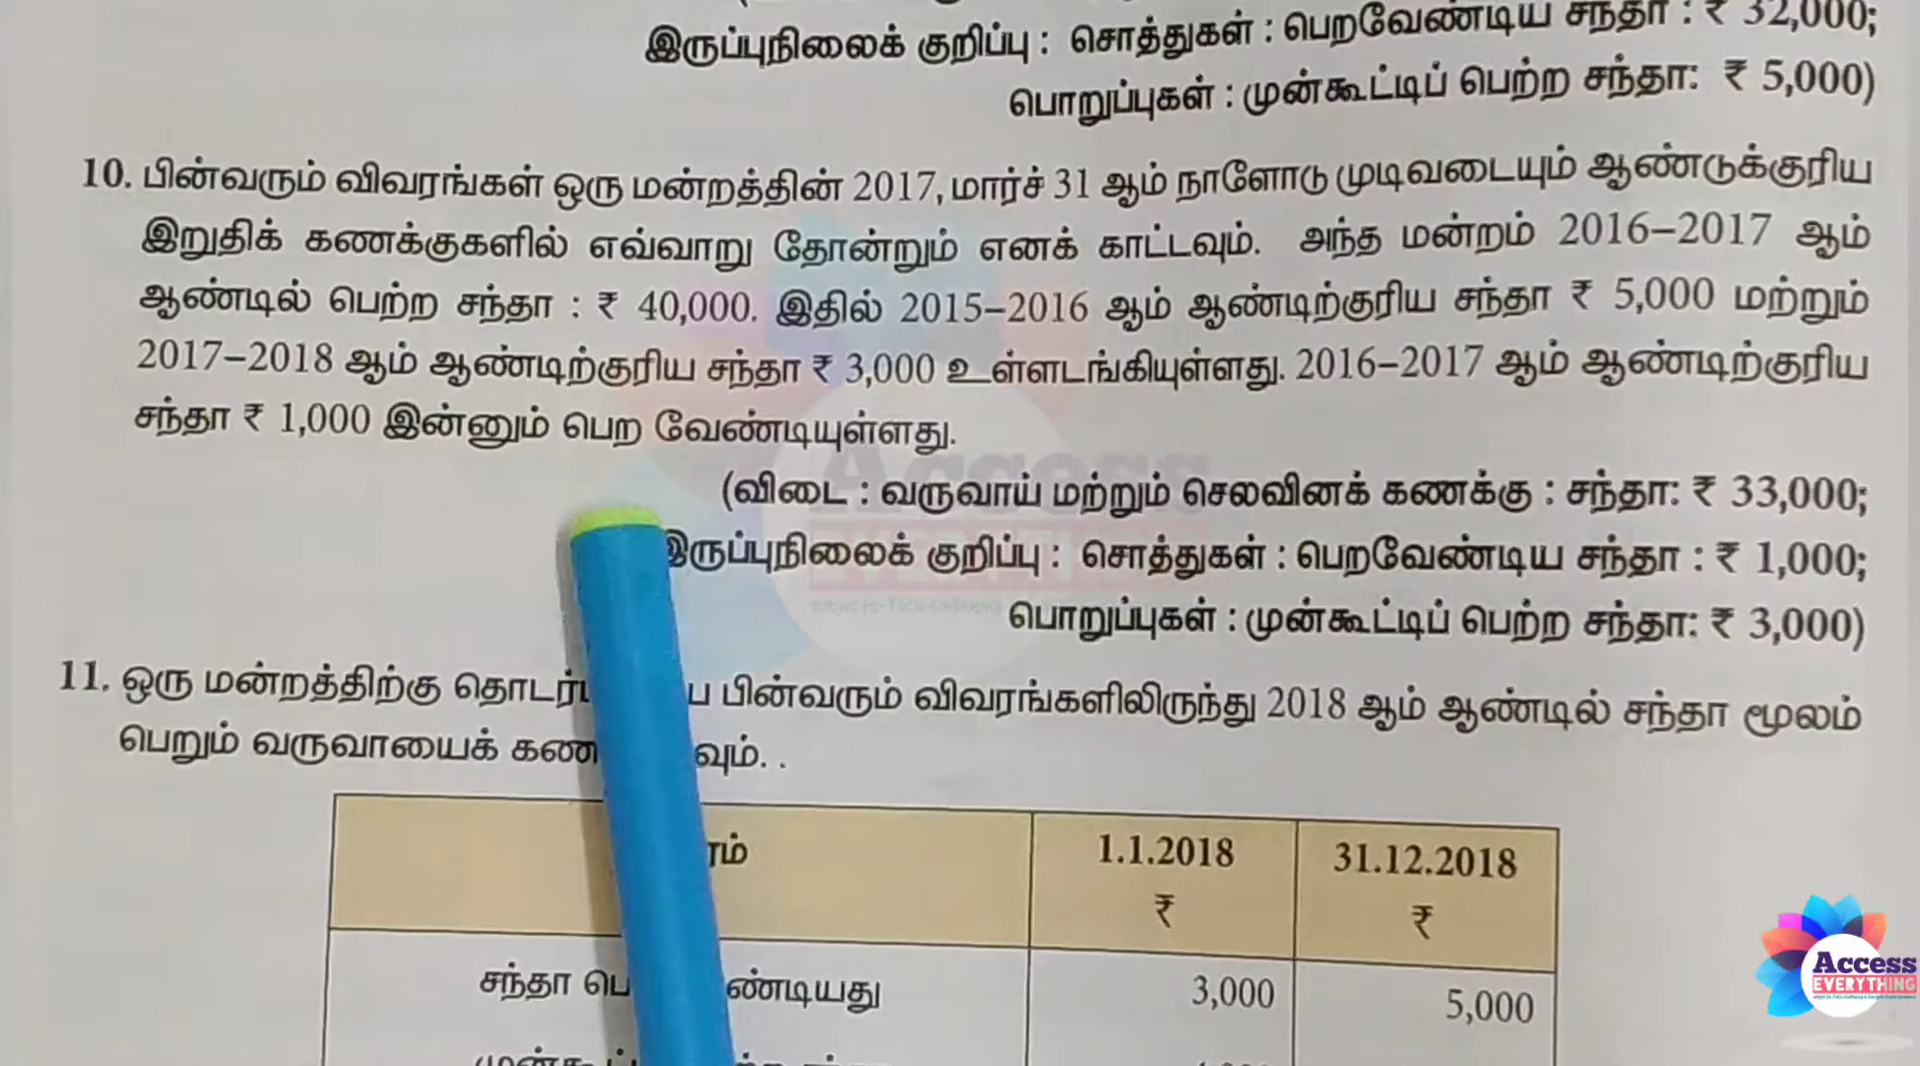 இருப்புநிலைக் குறிப்பு : சொத்துகள் : பெறவேண்டிய சந்தா : ₹ 32,000;
பொறுப்புகள் : முன்கூட்டிப் பெற்ற சந்தா: ₹ 5,000)
10. பின்வரும் விவரங்கள் ஒரு மன்றத்தின் 2017, மார்ச் 31 ஆம் நாளோடு முடிவடையும் ஆண்டுக்குரிய
இறுதிக் கணக்குகளில் எவ்வாறு தோன்றும் எனக் காட்டவும். அந்த மன்றம் 2016–2017 ஆம்
ஆண்டில் பெற்ற சந்தா : ₹ 40,000. இதில் 2015–2016 ஆம் ஆண்டிற்குரிய சந்தா ₹ 5,000 மற்றும்
2017–2018 ஆம் ஆண்டிற்குரிய சந்தா ₹ 3,000 உள்ளடங்கியுள்ளது. 2016–2017 ஆம் ஆண்டிற்குரிய
சந்தா ₹ 1,000 இன்னும் பெற வேண்டியுள்ளது.
(விடை : வருவாய் மற்றும் செலவினக் கணக்கு : சந்தா: ₹ 33,000;
இருப்புநிலைக் குறிப்பு : சொத்துகள் : பெறவேண்டிய சந்தா : ₹ 1,000;
பொறுப்புகள் : முன்கூட்டிப் பெற்ற சந்தா: ₹ 3,000)
11. ஒரு மன்றத்திற்கு பின்வரும் விவரங்களிலிருந்து 2018 ஆம் ஆண்டில் சந்தா மூலம்
பெறும் வருவாயைக்
1.1.2018 31.12.2018
₹ ₹
சந்தா 3,000 5,000
Access
EVERYTHING